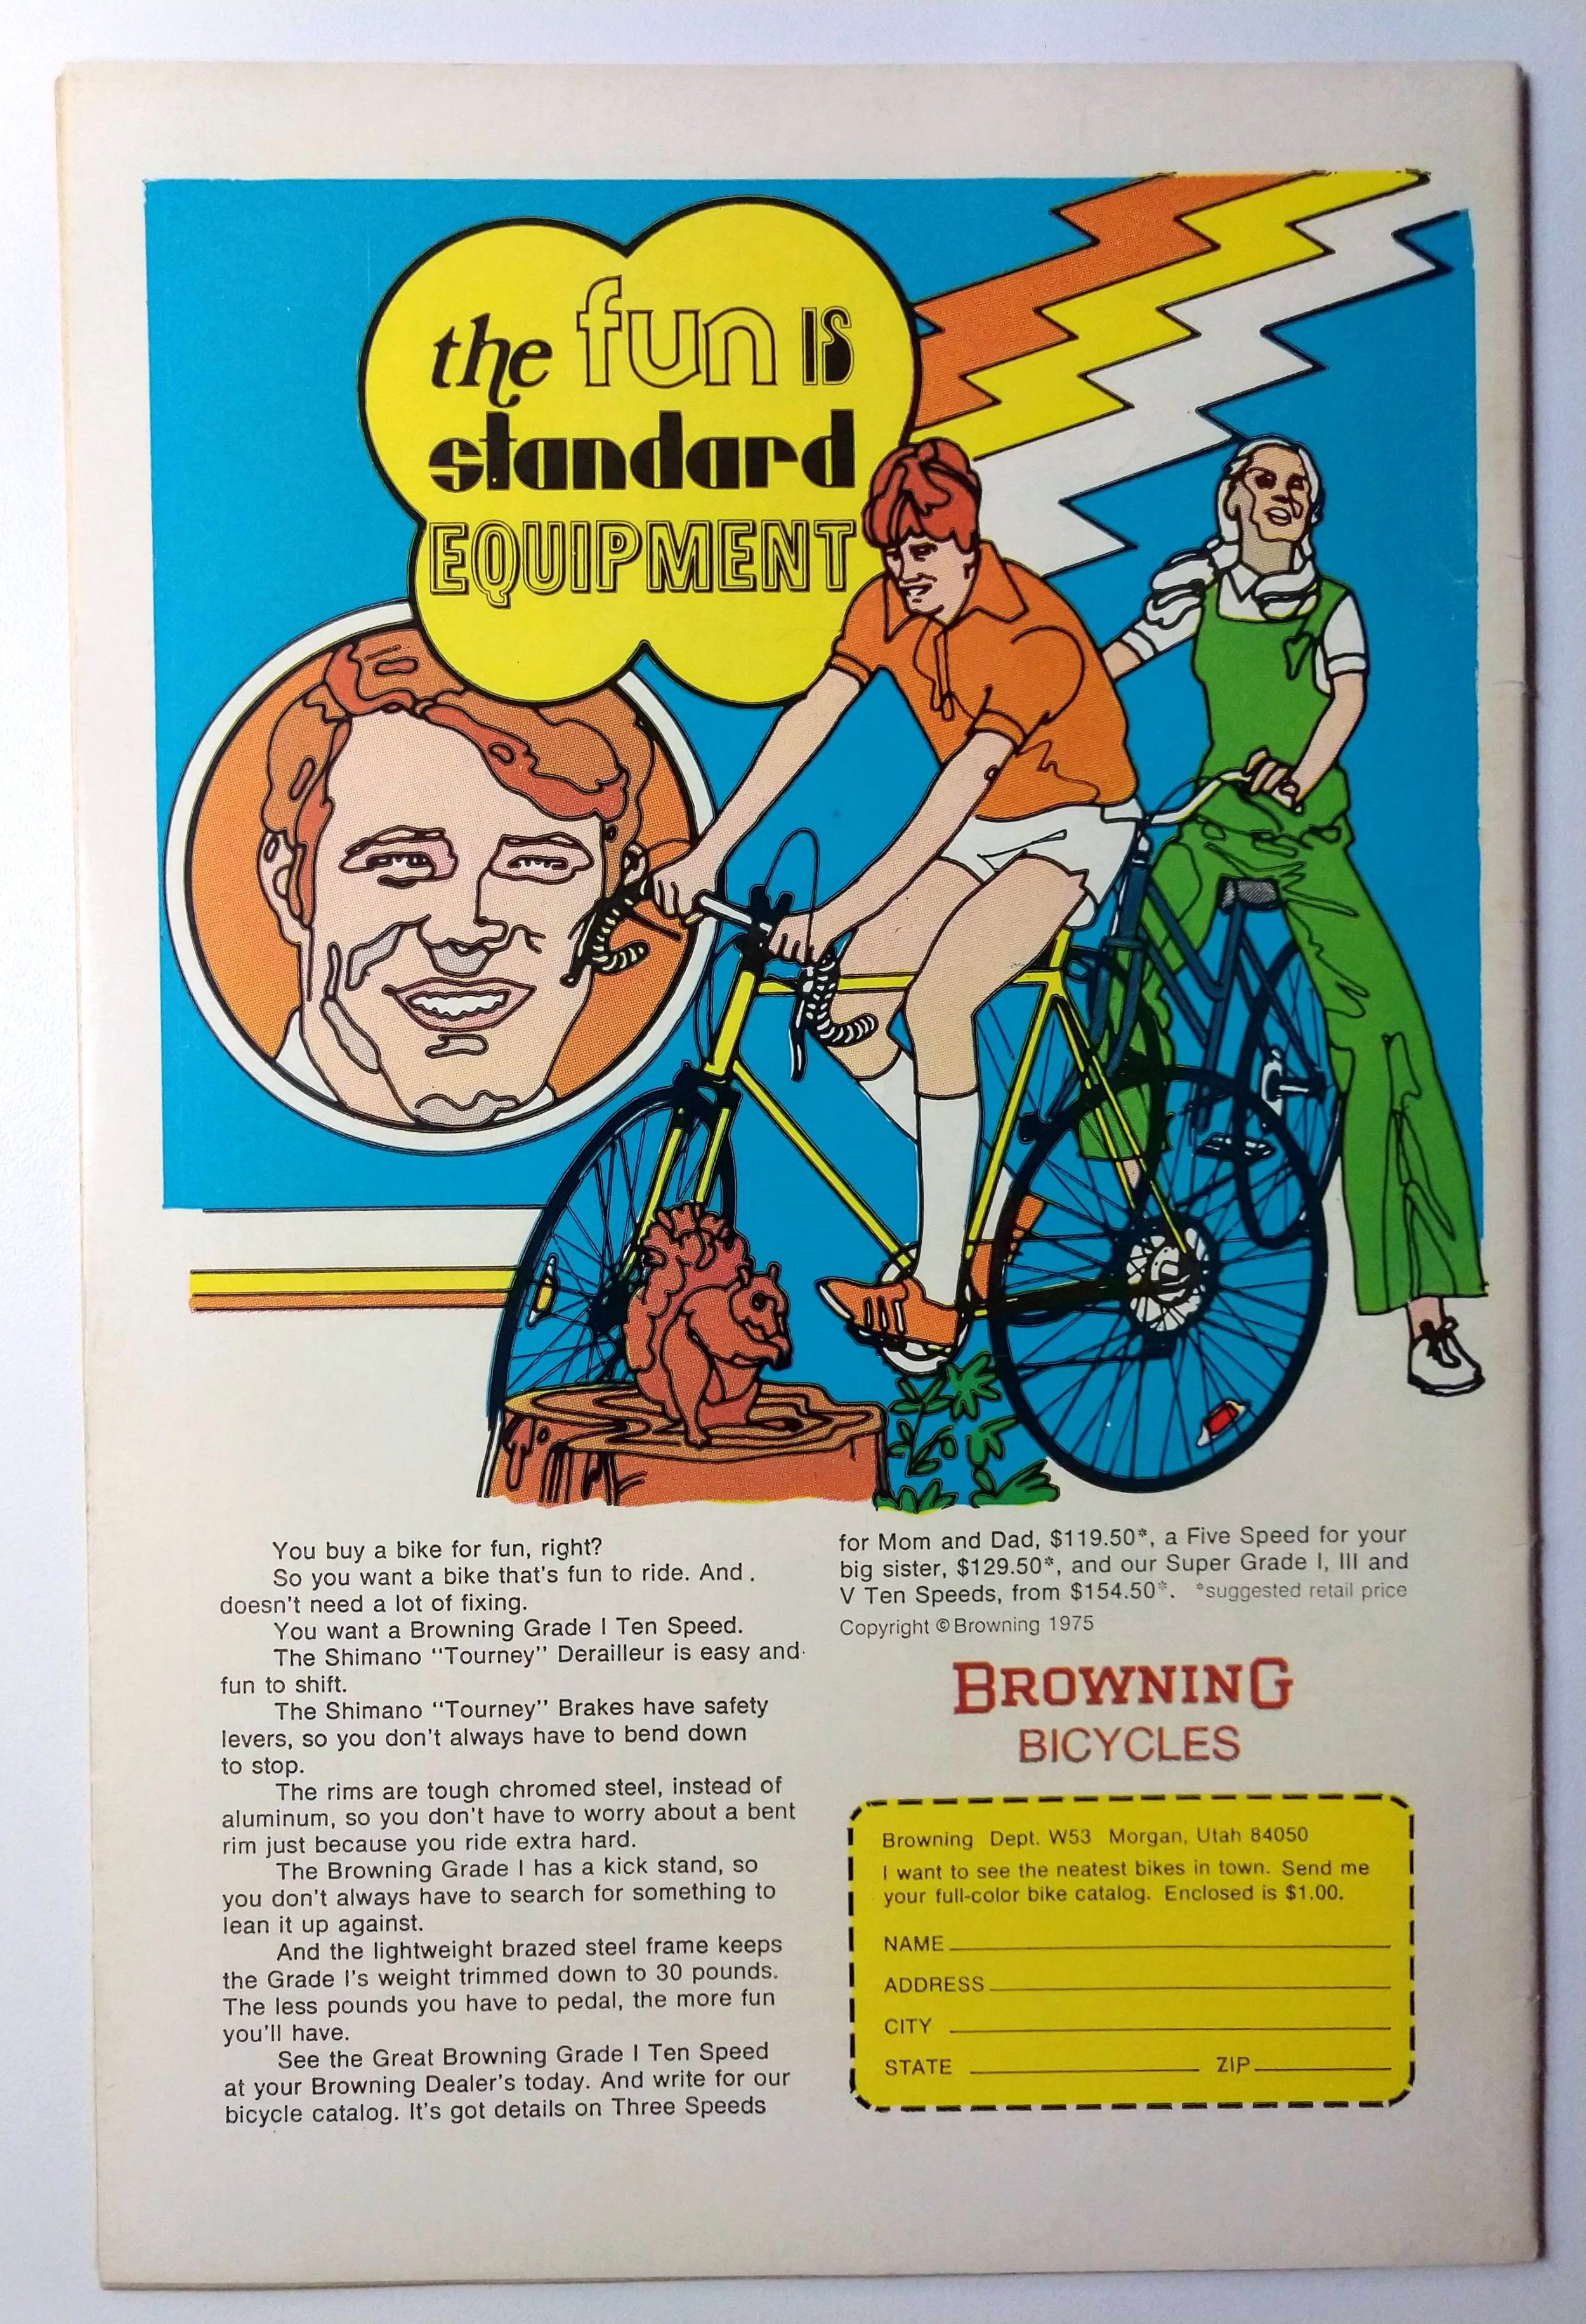 the fun IS
standard
EQUIPMENT
You buy a bike for fun, right?
So you want a bike that's fun to ride. And
doesn't need a lot of fixing.
You want a Browning Grade I Ten Speed.
The Shimano "Tourney" Derailleur is easy and
fun to shift.
The Shimano "Tourney" Brakes have safety
levers, so you don't always have to bend down
to stop.
The rims are tough chromed steel, instead of
aluminum, so you don't have to worry about a bent
rim just because you ride extra hard.
The Browning Grade I has a kick stand, so
you don't always have to search for something to
lean it up against.
And the lightweight brazed steel frame keeps
the Grade I's weight trimmed down to 30 pounds.
The less pounds you have to pedal, the more fun
you'll have.
See the Great Browning Grade I Ten Speed
at your Browning Dealer's today. And write for our
bicycle catalog. It's got details on Three Speeds
for Mom and Dad, $119.50*, a Five Speed for your
big sister, $129.50*, and our Super Grade I, III and
V Ten Speeds, from $154.50*. *suggested retail price
Copyright © Browning 1975
BROWNING
BICYCLES
Browning Dept. W53 Morgan, Utah 84050
I want to see the neatest bikes in town. Send me
your full-color bike catalog. Enclosed is $1.00.
NAME
ADDRESS
CITY
STATE ZIP